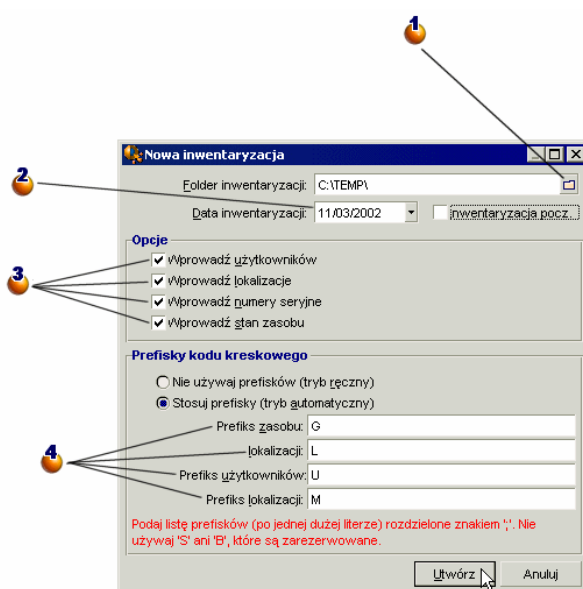 1
Nowa inwentaryzacja
2
Folder inwentaryzacji: C:\TEMP\
Data inwentaryzacji: 11/03/2002 inwentaryzacja pocz.
Opcje
3
Wprowadź użytkowników
Wprowadź lokalizacje
Wprowadź numery seryjne
Wprowadź stan zasobu
Prefisky kodu kreskowego
Nie używaj prefisków (tryb ręczny)
Stosuj prefisky (tryb automatyczny)
4
Prefiks zasobu: G
lokalizacji: L
Prefiks użytkowników: U
Prefiks lokalizacji: M
Podaj listę prefisków (po jednej dużej literze) rozdzielone znakiem ';'. Nie
używaj 'S' ani 'B', które są zarezerwowane.
Utwórz Anuluj